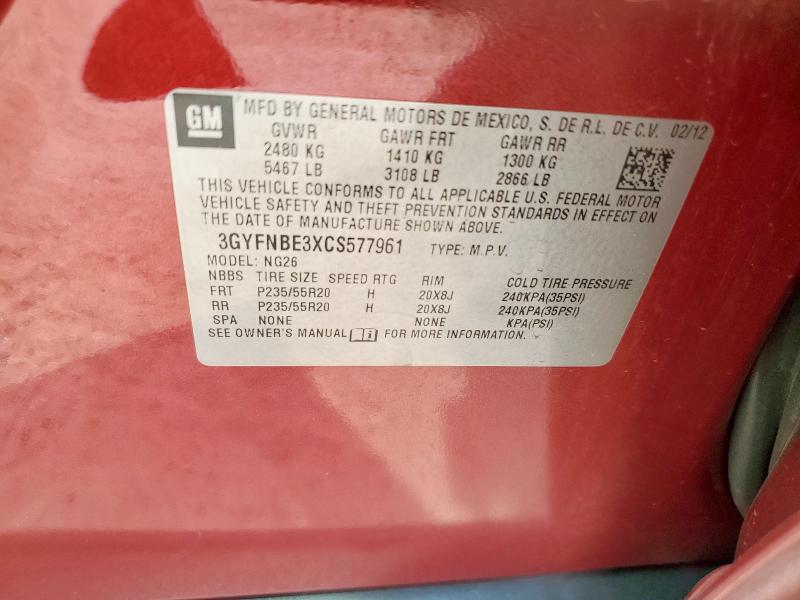 GM MFD BY GENERAL MOTORS DE MEXICO, S. DE R.L. DE C.V. 02/12
GVWR GAWR FRT GAWR RR
2480 KG 1410 KG 1300 KG
5467 LB 3108 LB 2866 LB
THIS VEHICLE CONFORMS TO ALL APPLICABLE U.S. FEDERAL MOTOR
VEHICLE SAFETY AND THEFT PREVENTION STANDARDS IN EFFECT ON
THE DATE OF MANUFACTURE SHOWN ABOVE.
3GYFNBE3XCS577961 TYPE: M.P.V.
MODEL: NG26
NBBS TIRE SIZE SPEED RTG RIM COLD TIRE PRESSURE
FRT P235/55R20 H 20X8J 240KPA(35PSI)
RR P235/55R20 H 20X8J 240KPA(35PSI)
SPA NONE NONE KPA(PSI)
SEE OWNER'S MANUAL FOR MORE INFORMATION.